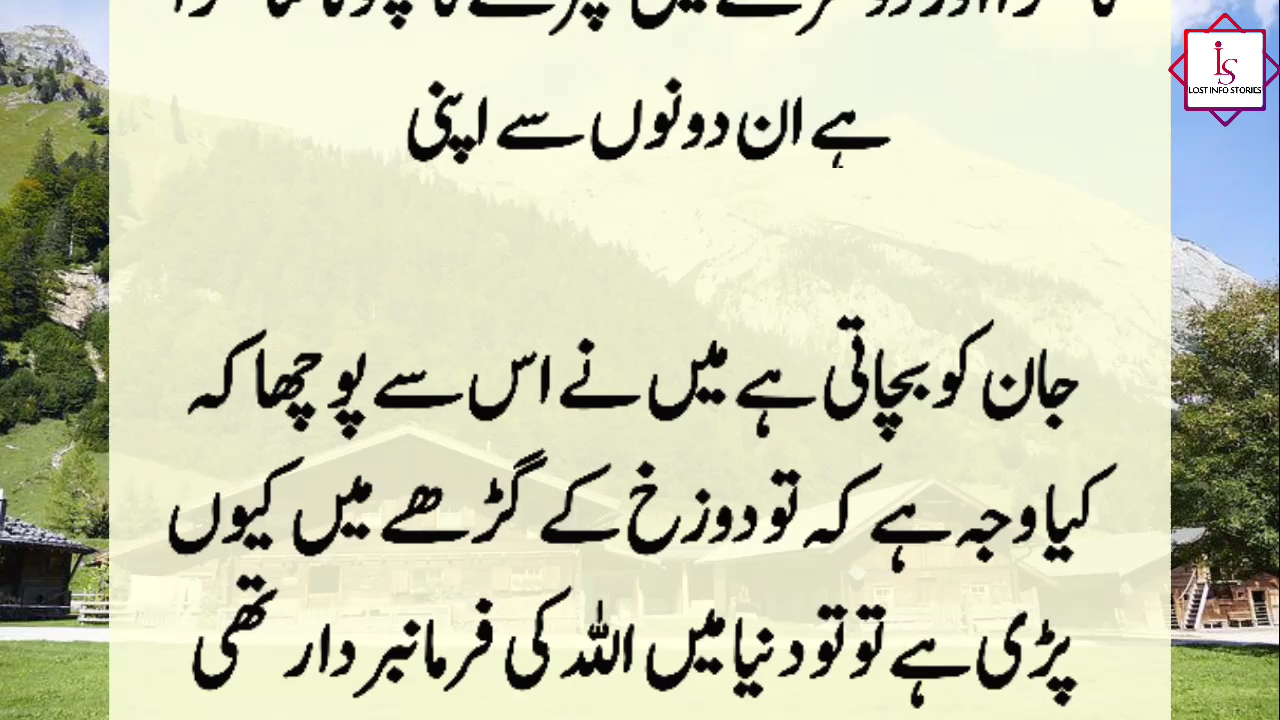 ہے ان دونوں سے اپنی
جان کو بچاتی ہے میں نے اس سے پوچھا کہ
کیا وجہ ہے کہ تو دوزخ کے گڑھے میں کیوں
پڑی ہے تو تو دنیا میں اللہ کی فرمانبردار تھی
LS
LOST INFO STORIES